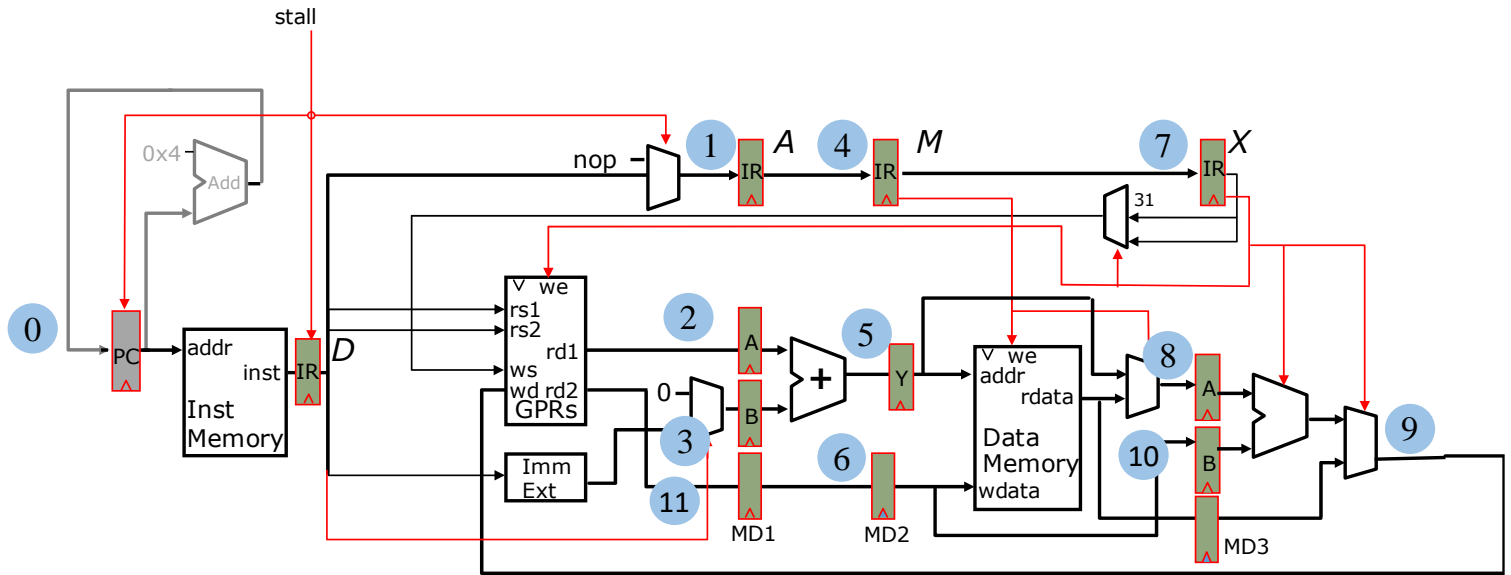 stall
0x4
Add
nop
1
IR
A
4
IR
M
7
IR
X
31
0
PC
addr
inst
Inst
Memory
IR
D
we
rs1
rs2
rd1
ws
wd rd2
GPRs
0
Imm
Ext
2
A
3
B
11
MD1
+
5
Y
6
MD2
we
addr
rdata
Data
Memory
wdata
8
A
10
B
MD3
9